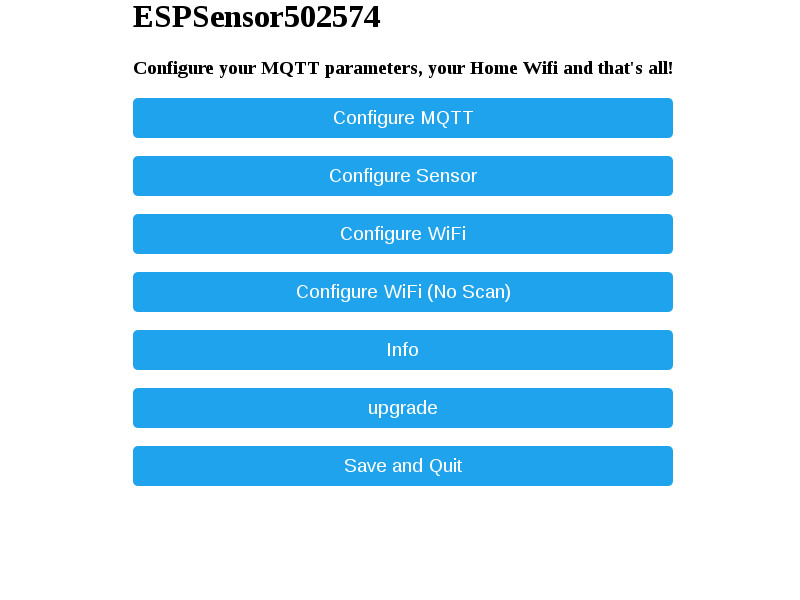 ESPSensor502574
Configure your MQTT parameters, your Home Wifi and that's all!
Configure MQTT
Configure Sensor
Configure WiFi
Configure WiFi (No Scan)
Info
upgrade
Save and Quit